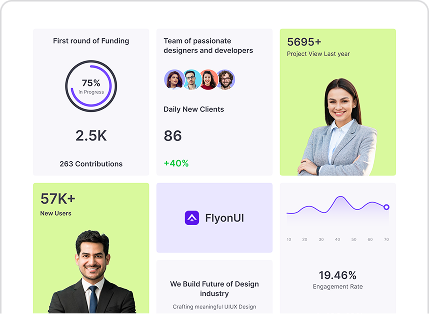 First round of Funding
75%
In Progress
2.5K
263 Contributions
Team of passionate
designers and developers
Daily New Clients
86
+40%
5695+
Project View Last year
57K+
New Users
FlyonUI
We Build Future of Design
industry
Crafting meaningful UIUX Design
10 20 30 40 50 60 70
19.46%
Engagement Rate